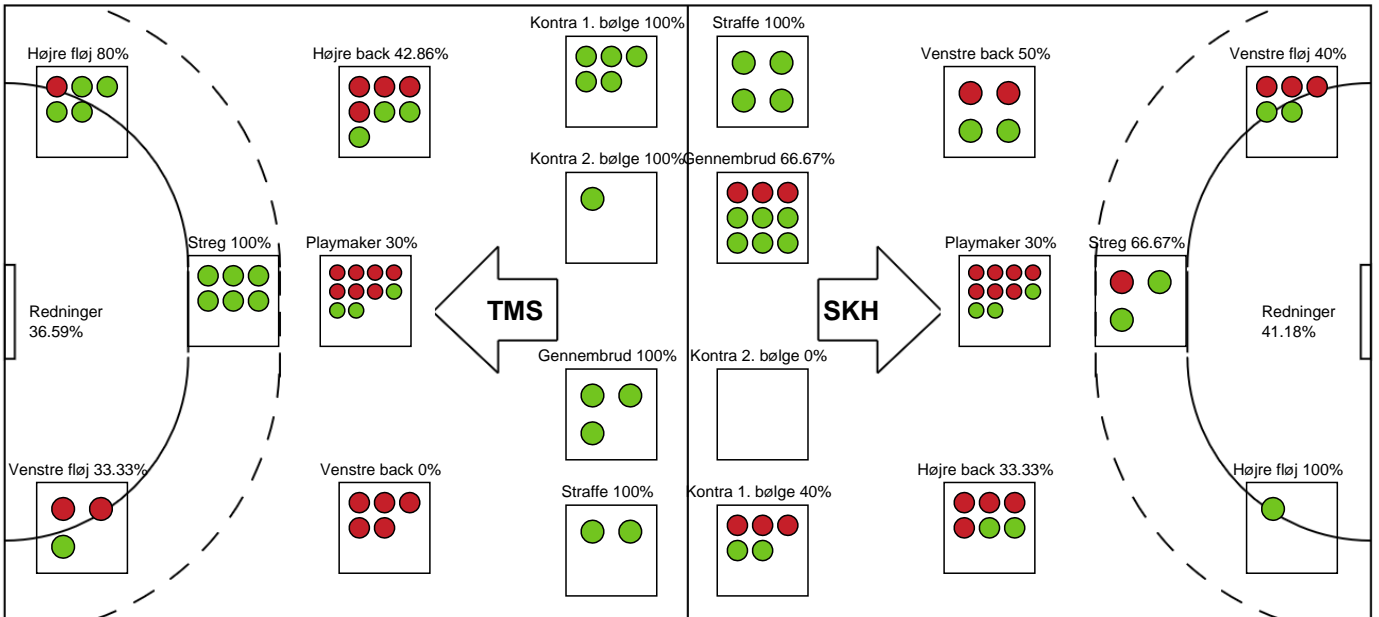 Kontra 1. bølge 100%
Straffe 100%
Højre fløj 80%
Højre back 42.86%
Venstre back 50%
Venstre fløj 40%
Kontra 2. bølge 100%
Gennembrud 66.67%
Streg 100%
Playmaker 30%
Playmaker 30%
Streg 66.67%
Redninger
36.59%
TMS
SKH
Redninger
41.18%
Gennembrud 100%
Kontra 2. bølge 0%
Venstre fløj 33.33%
Venstre back 0%
Straffe 100%
Kontra 1. bølge 40%
Højre back 33.33%
Højre fløj 100%